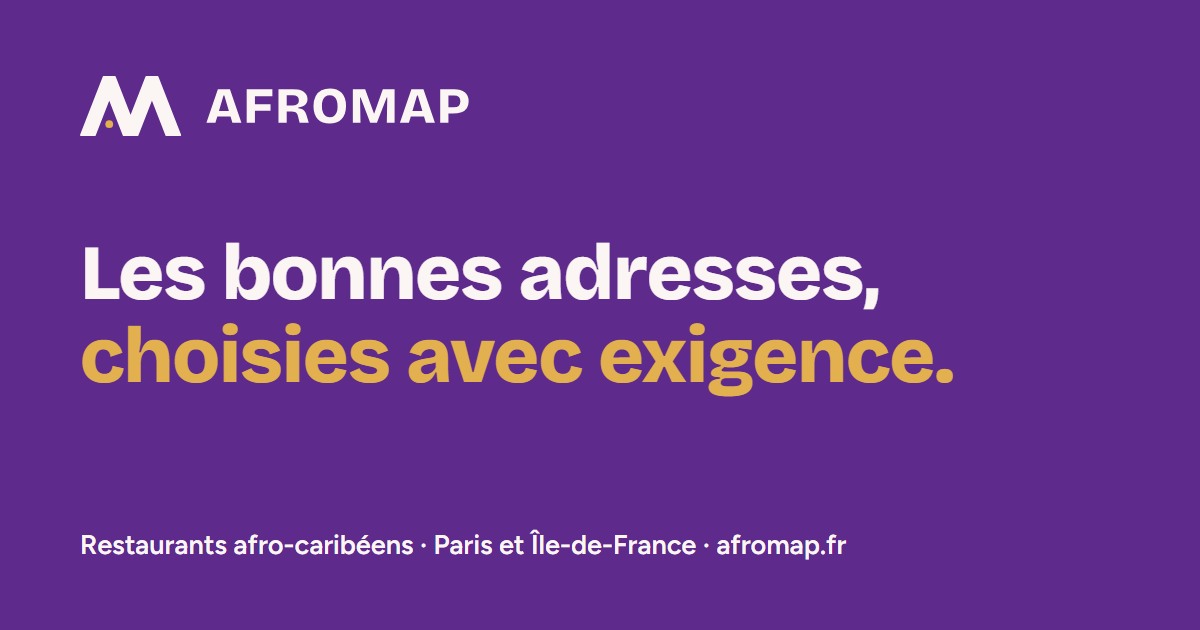 AFROMAP
Les bonnes adresses,
choisies avec exigence.
Restaurants afro-caribéens · Paris et Île-de-France · afromap.fr